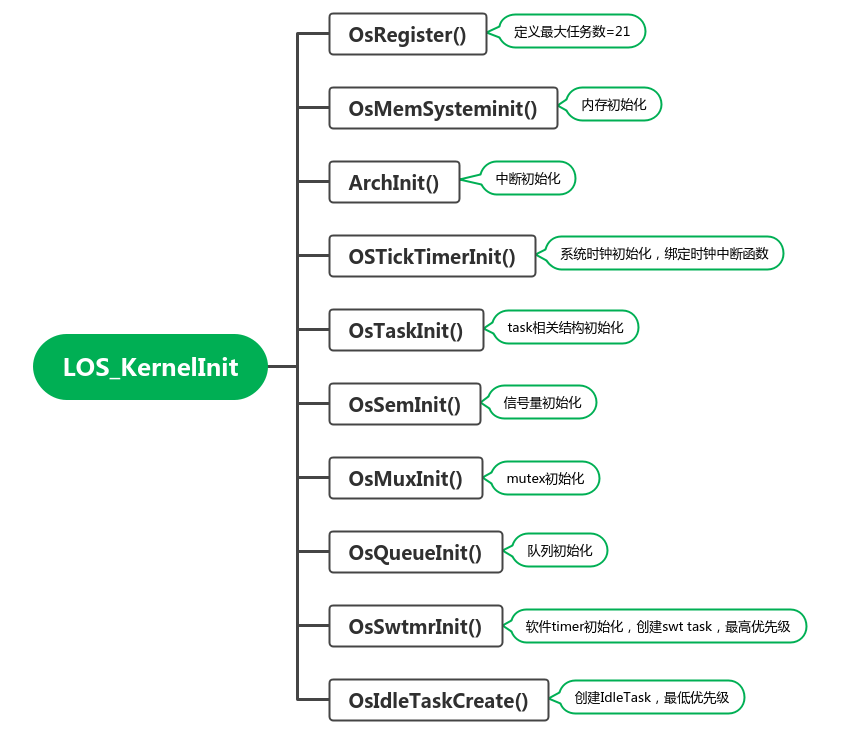 OsRegister()
定义最大任务数=21
OsMemSysteminit()
内存初始化
ArchInit()
中断初始化
OSTickTimerInit()
系统时钟初始化，绑定时钟中断函数
OsTaskInit()
task相关结构初始化
LOS_KernelInit
OsSemInit()
信号量初始化
OsMuxInit()
mutex初始化
OsQueueInit()
队列初始化
OsSwtmrInit()
软件timer初始化，创建swt task，最高优先级
OsIdleTaskCreate()
创建IdleTask，最低优先级